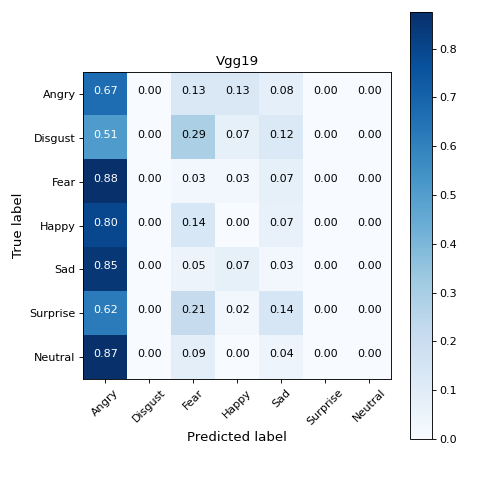 Vgg19
Angry 0.67 0.00 0.13 0.13 0.08 0.00 0.00
Disgust 0.51 0.00 0.29 0.07 0.12 0.00 0.00
Fear 0.88 0.00 0.03 0.03 0.07 0.00 0.00
Happy 0.80 0.00 0.14 0.00 0.07 0.00 0.00
Sad 0.85 0.00 0.05 0.07 0.03 0.00 0.00
Surprise 0.62 0.00 0.21 0.02 0.14 0.00 0.00
Neutral 0.87 0.00 0.09 0.00 0.04 0.00 0.00
Angry Disgust Fear Happy Sad Surprise Neutral
Predicted label
True label
0.8
0.7
0.6
0.5
0.4
0.3
0.2
0.1
0.0